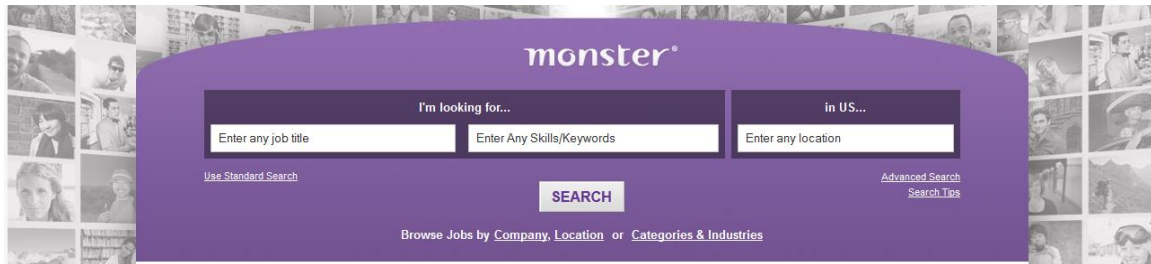 monster®
I'm looking for...
in US...
Enter any job title
Enter Any Skills/Keywords
Enter any location
Use Standard Search
Advanced Search
SEARCH
Search Tips
Browse Jobs by Company, Location or Categories & Industries